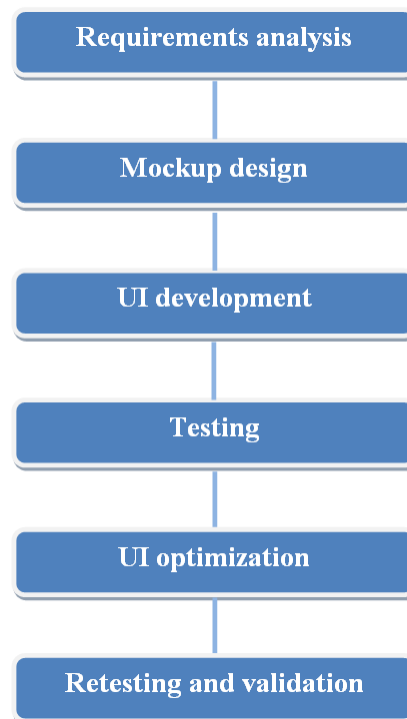 Requirements analysis
Mockup design
UI development
Testing
UI optimization
Retesting and validation